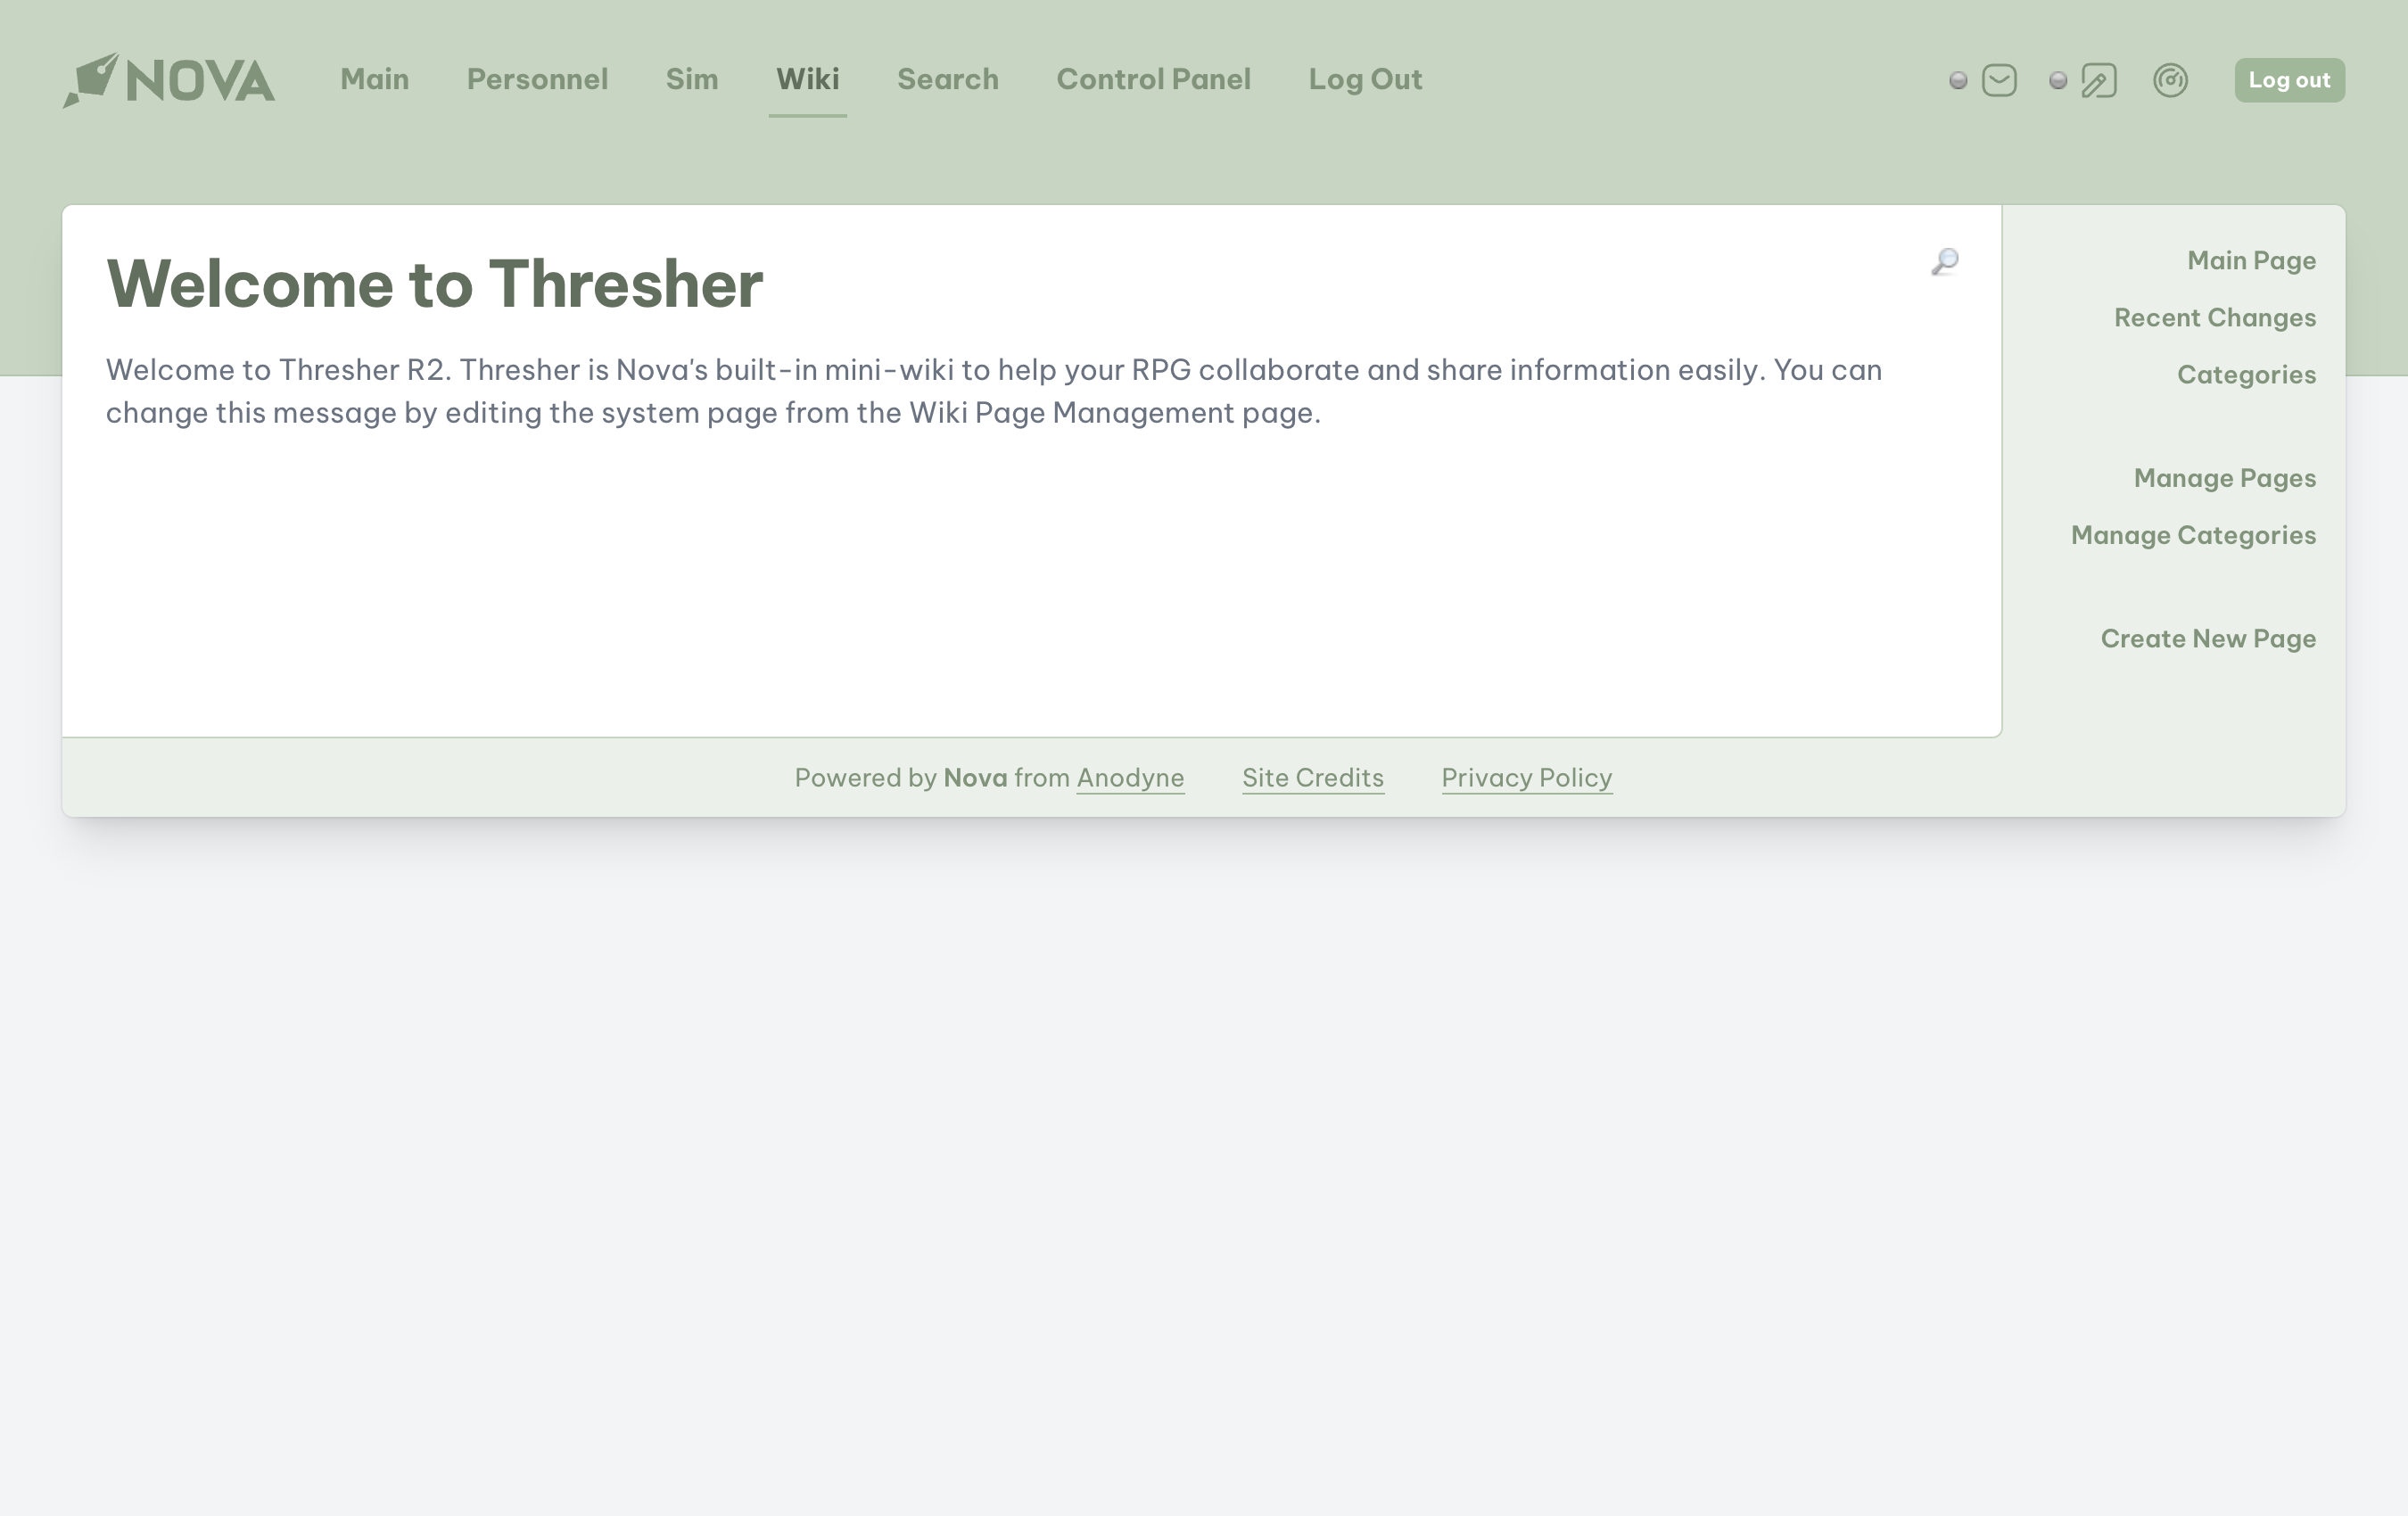 NOVA
Main
Personnel
Sim
Wiki
Search
Control Panel
Log Out
Log out
Welcome to Thresher
Welcome to Thresher R2. Thresher is Nova's built-in mini-wiki to help your RPG collaborate and share information easily. You can
change this message by editing the system page from the Wiki Page Management page.
Main Page
Recent Changes
Categories
Manage Pages
Manage Categories
Create New Page
Powered by Nova from Anodyne
Site Credits
Privacy Policy